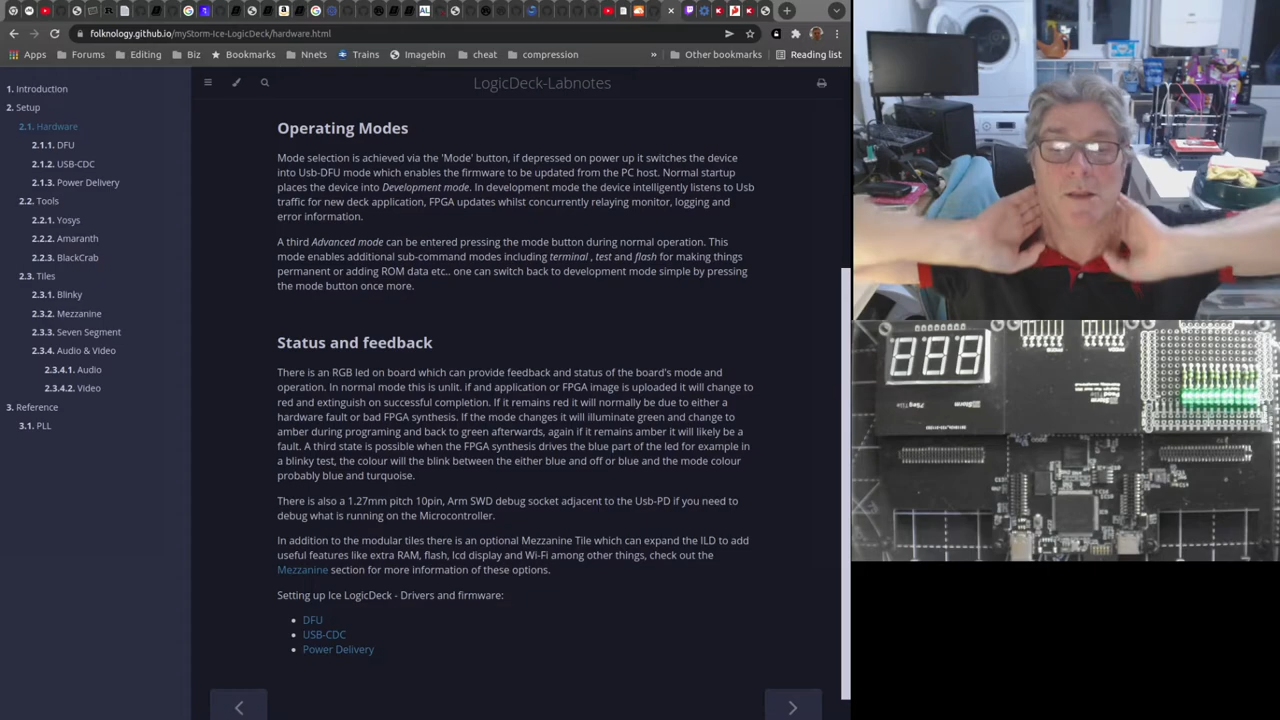 AL
folknology.github.io/myStorm-Ice-LogicDeck/hardware.html
Apps Forums Editing Biz Bookmarks Nnets Trains Imagebin cheat compression » Other bookmarks Reading list
LogicDeck-Labnotes
1. Introduction
2. Setup
2.1. Hardware
2.1.1. DFU
2.1.2. USB-CDC
2.1.3. Power Delivery
2.2. Tools
2.2.1. Yosys
2.2.2. Amaranth
2.2.3. BlackCrab
2.3. Tiles
2.3.1. Blinky
2.3.2. Mezzanine
2.3.3. Seven Segment
2.3.4. Audio & Video
2.3.4.1. Audio
2.3.4.2. Video
3. Reference
3.1. PLL
Operating Modes
Mode selection is achieved via the 'Mode' button, if depressed on power up it switches the device
into Usb-DFU mode which enables the firmware to be updated from the PC host. Normal startup
places the device into Development mode. In development mode the device intelligently listens to Usb
traffic for new deck application, FPGA updates whilst concurrently relaying monitor, logging and
error information.
A third Advanced mode can be entered pressing the mode button during normal operation. This
mode enables additional sub-command modes including terminal , test and flash for making things
permanent or adding ROM data etc.. one can switch back to development mode simple by pressing
the mode button once more.
Status and feedback
There is an RGB led on board which can provide feedback and status of the board's mode and
operation. In normal mode this is unlit. if and application or FPGA image is uploaded it will change to
red and extinguish on successful completion. If it remains red it will normally be due to either a
hardware fault or bad FPGA synthesis. If the mode changes it will illuminate green and change to
amber during programing and back to green afterwards, again if it remains amber it will likely be a
fault. A third state is possible when the FPGA synthesis drives the blue part of the led for example in
a blinky test, the colour will the blink between the either blue and off or blue and the mode colour
probably blue and turquoise.
There is also a 1.27mm pitch 10pin, Arm SWD debug socket adjacent to the Usb-PD if you need to
debug what is running on the Microcontroller.
In addition to the modular tiles there is an optional Mezzanine Tile which can expand the ILD to add
useful features like extra RAM, flash, lcd display and Wi-Fi among other things, check out the
Mezzanine section for more information of these options.
Setting up Ice LogicDeck - Drivers and firmware:
DFU
USB-CDC
Power Delivery